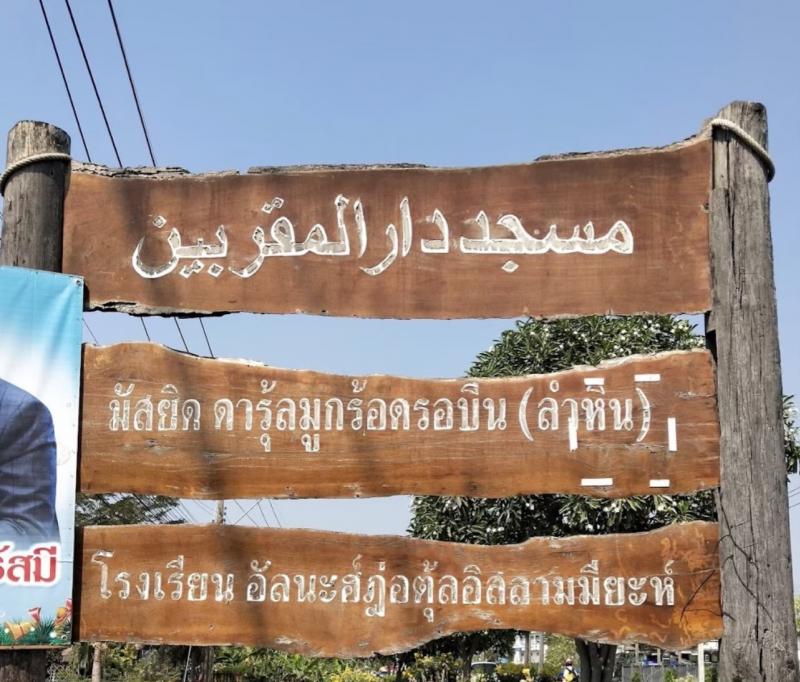 مسجد دار المقربين
มัสยิด ดารุ้ลมูกร้อดรอบีน (ลำหิน)
โรงเรียน อัลนะฮ์ฎ่อตุ้ลอิสลามมียะห์